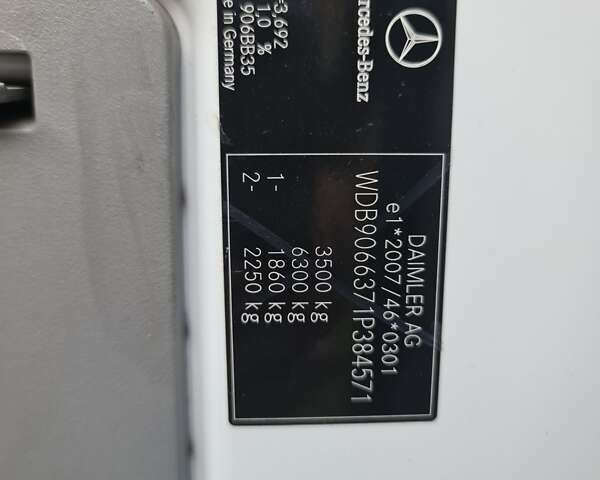 Mercedes-Benz
=3,692
1,0 %
906BB35
Made in Germany
DAIMLER AG
e1*2007/46*0301
WDB9066371P384571
3500 kg
6300 kg
1- 1860 kg
2- 2250 kg